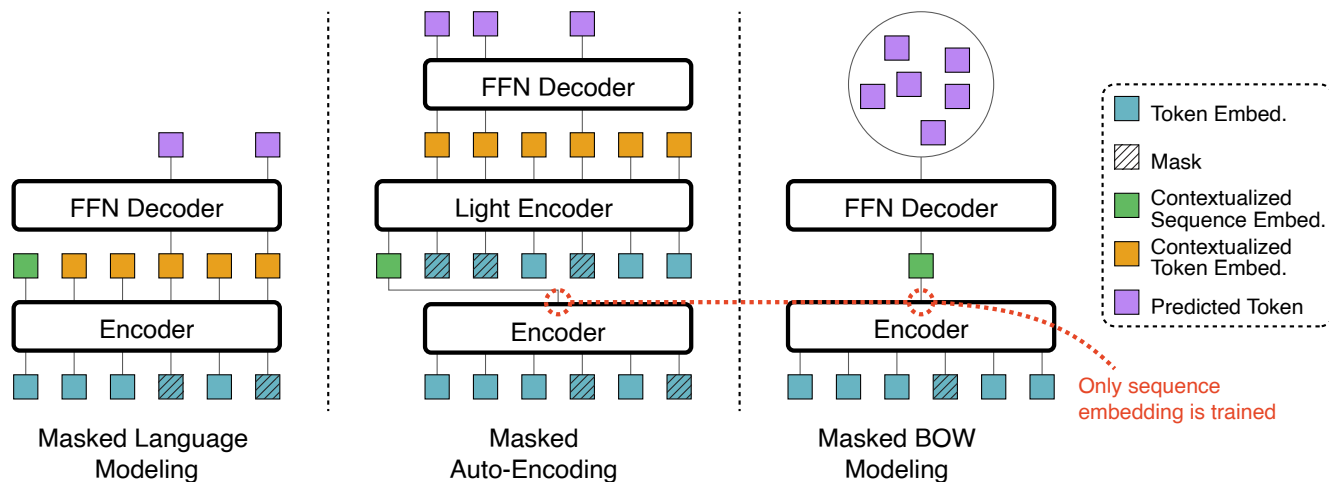 FFN Decoder
Encoder
Masked Language
Modeling
FFN Decoder
Light Encoder
Encoder
Masked
Auto-Encoding
FFN Decoder
Encoder
Masked BOW
Modeling
Only sequence
embedding is trained
Token Embed.
Mask
Contextualized
Sequence Embed.
Contextualized
Token Embed.
Predicted Token